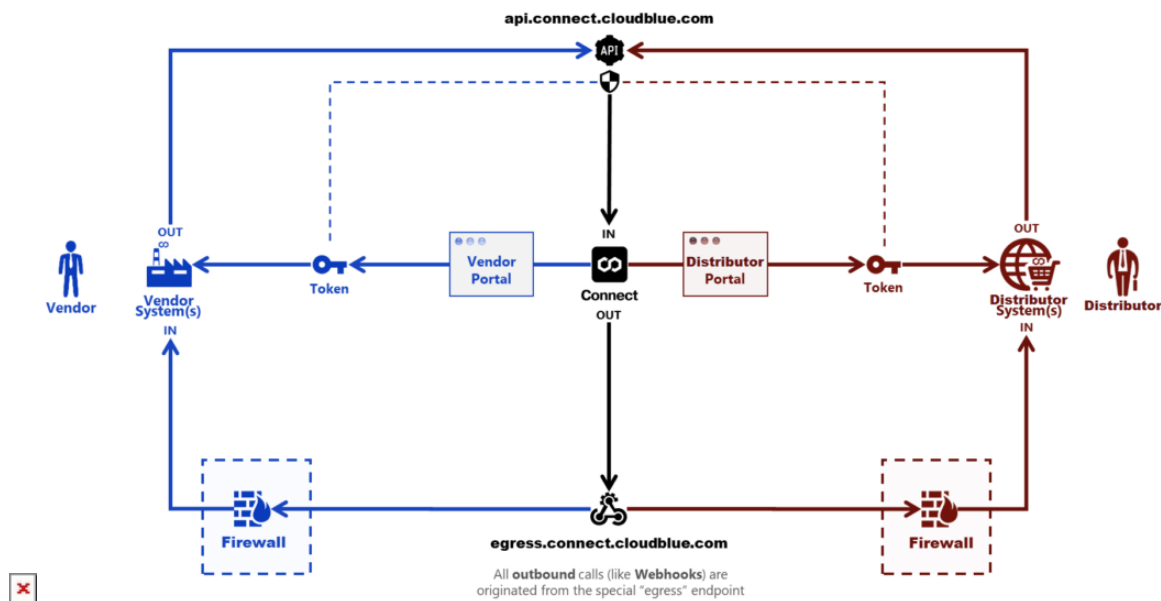 api.connect.cloudblue.com
API
OUT
OUT
IN
Vendor
Portal
Distributor
Portal
Token
Connect
Token
Vendor
Vendor
System(s)
Distributor
System(s)
Distributor
IN
OUT
IN
Firewall
Firewall
egress.connect.cloudblue.com
All outbound calls (like Webhooks) are
originated from the special "egress" endpoint